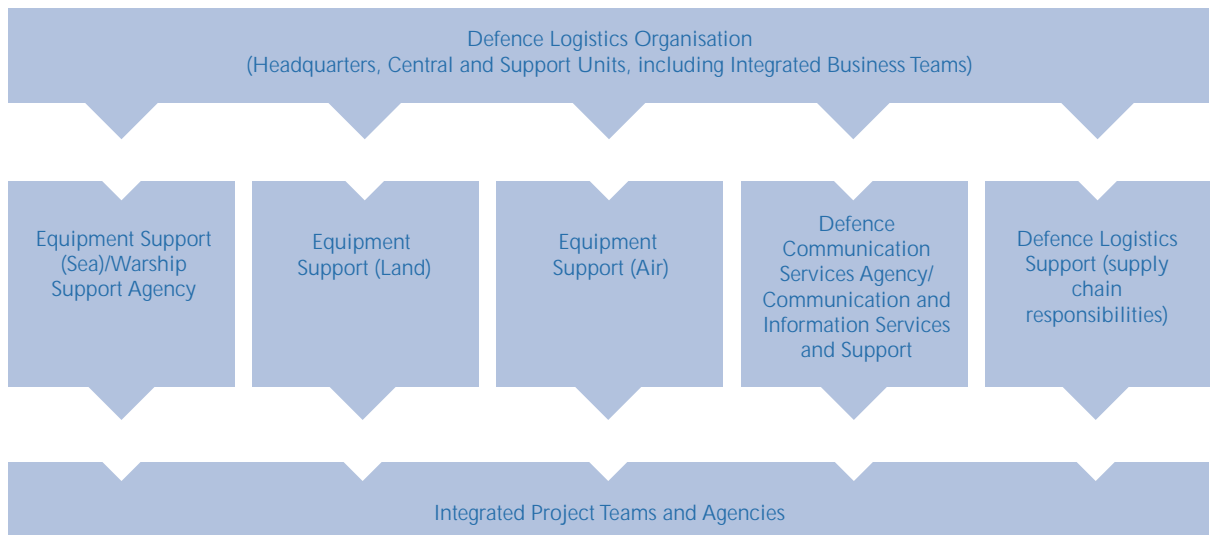 Defence Logistics Organisation
(Headquarters, Central and Support Units, including Integrated Business Teams)
Equipment Support
(Sea)/Warship
Support Agency
Equipment
Support (Land)
Equipment
Support (Air)
Defence
Communication
Services Agency/
Communication and
Information Services
and Support
Defence Logistics
Support (supply
chain
responsibilities)
Integrated Project Teams and Agencies